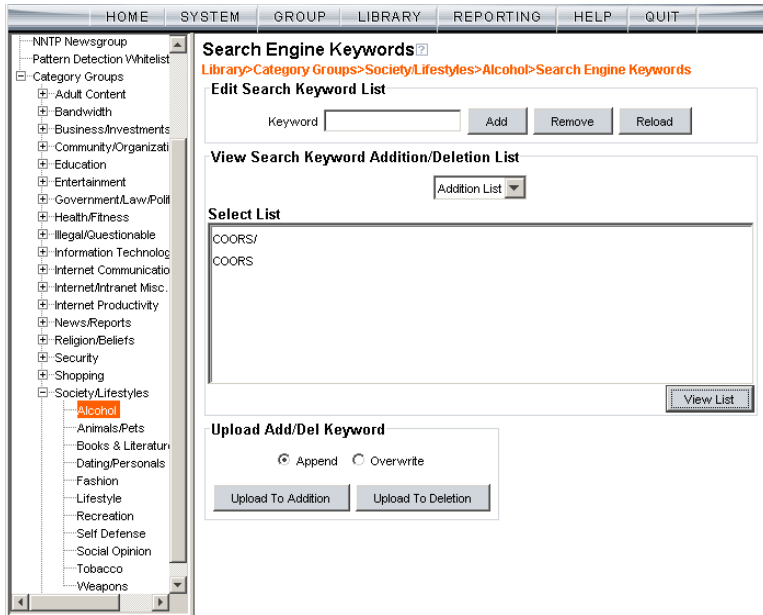 HOME SYSTEM GROUP LIBRARY REPORTING HELP QUIT
NNTP Newsgroup
Pattern Detection Whitelist
Category Groups
Adult Content
Bandwidth
Business/Investments
Community/Organizati
Education
Entertainment
Government/Law/Polit
Health/Fitness
Illegal/Questionable
Information Technolog
Internet Communicatio
Internet/Intranet Misc.
Internet Productivity
News/Reports
Religion/Beliefs
Security
Shopping
Society/Lifestyles
Alcohol
Animals/Pets
Books & Literature
Dating/Personals
Fashion
Lifestyle
Recreation
Self Defense
Social Opinion
Tobacco
Weapons
Search Engine Keywords ?
Library>Category Groups>Society/Lifestyles>Alcohol>Search Engine Keywords
Edit Search Keyword List
Keyword Add Remove Reload
View Search Keyword Addition/Deletion List
Addition List
Select List
COORS/
COORS
View List
Upload Add/Del Keyword
Append Overwrite
Upload To Addition Upload To Deletion